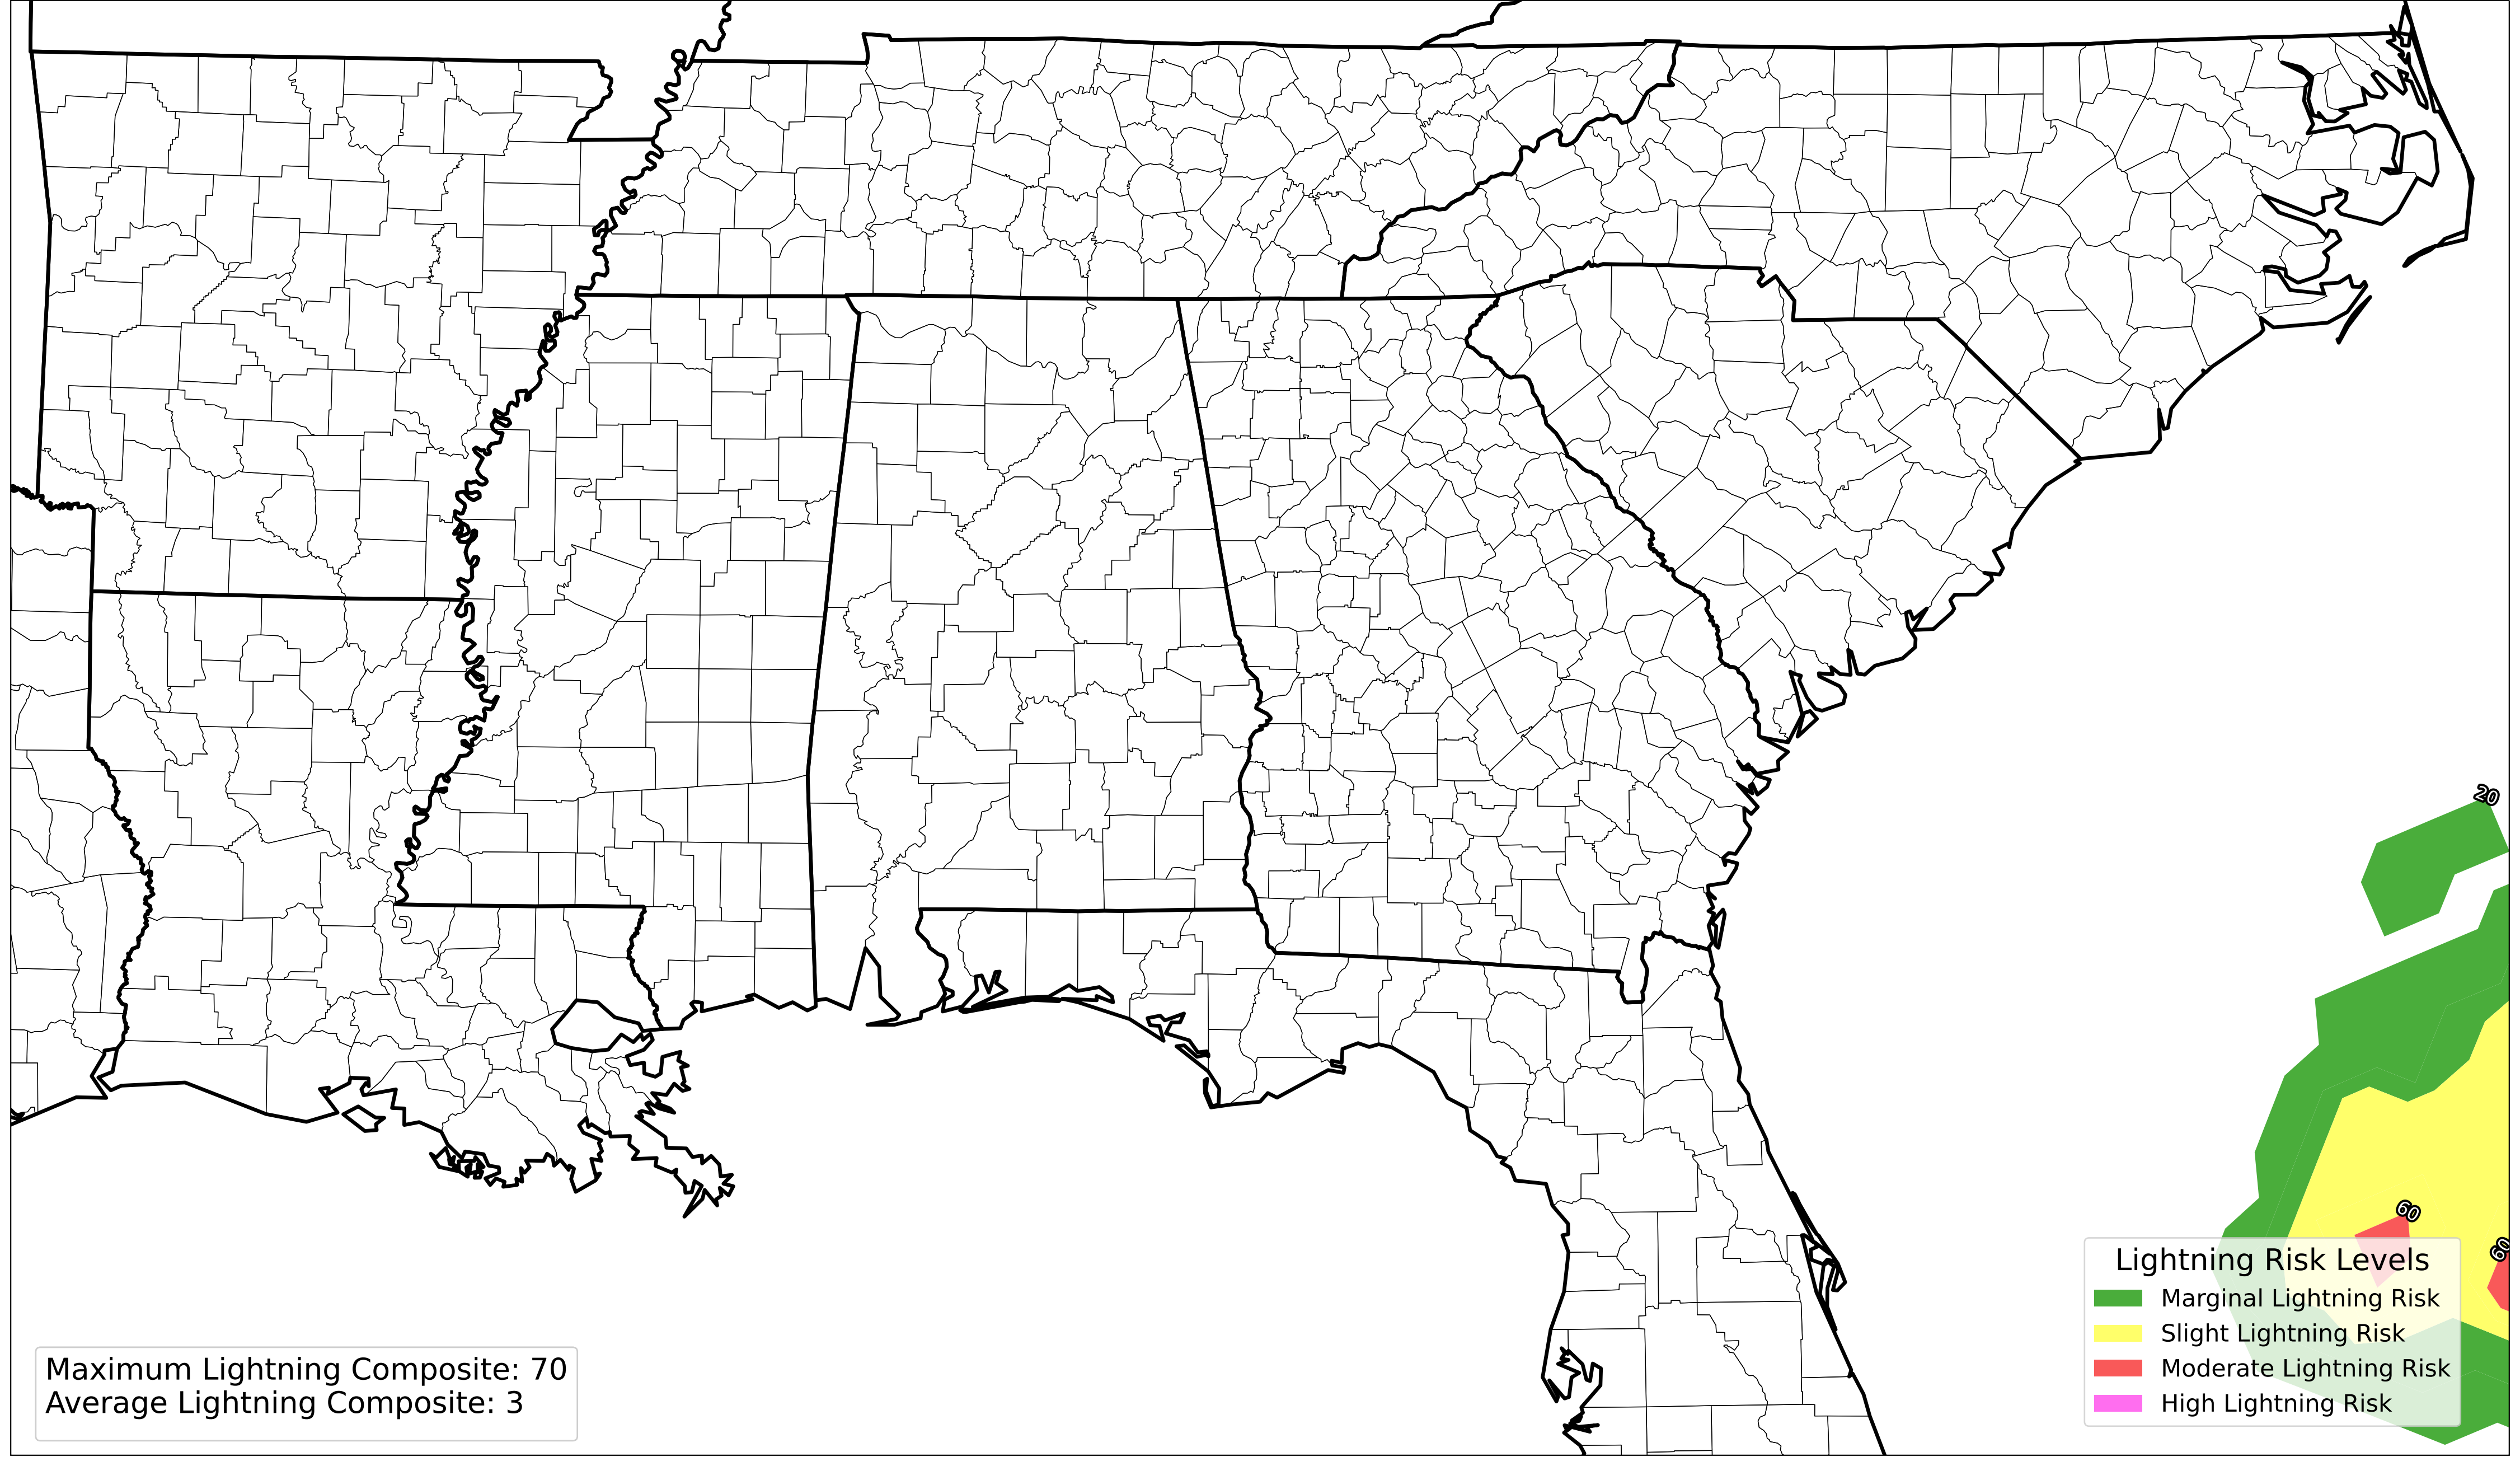 20
60
60
Lightning Risk Levels
Marginal Lightning Risk
Slight Lightning Risk
Moderate Lightning Risk
High Lightning Risk
Maximum Lightning Composite: 70
Average Lightning Composite: 3